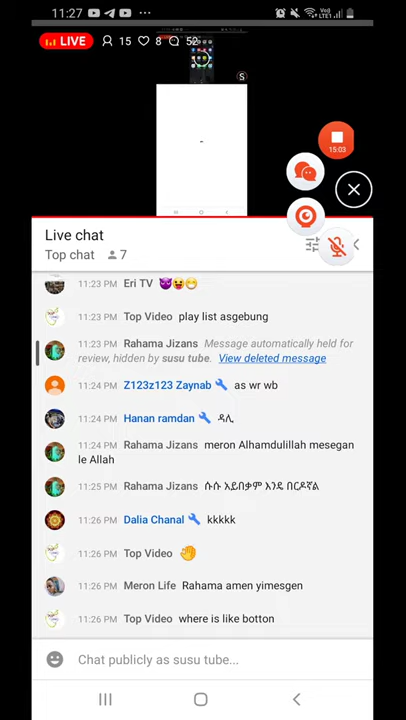 11:27
LIVE 15 8 52
S
15:03
Live chat
Top chat 7
11:23 PM Eri TV
11:23 PM Top Video play list asgebung
11:23 PM Rahama Jizans Message automatically held for
review, hidden by susu tube. View deleted message
11:24 PM Z123z123 Zaynab as wr wb
11:24 PM Hanan ramdan ዳሊ
11:24 PM Rahama Jizans meron Alhamdulillah mesegan
le Allah
11:25 PM Rahama Jizans ሱሱ አይበቃም እንዴ በርዶኛል
11:26 PM Dalia Chanal kkkkk
11:26 PM Top Video
11:26 PM Meron Life Rahama amen yimesgen
11:26 PM Top Video where is like botton
Chat publicly as susu tube...